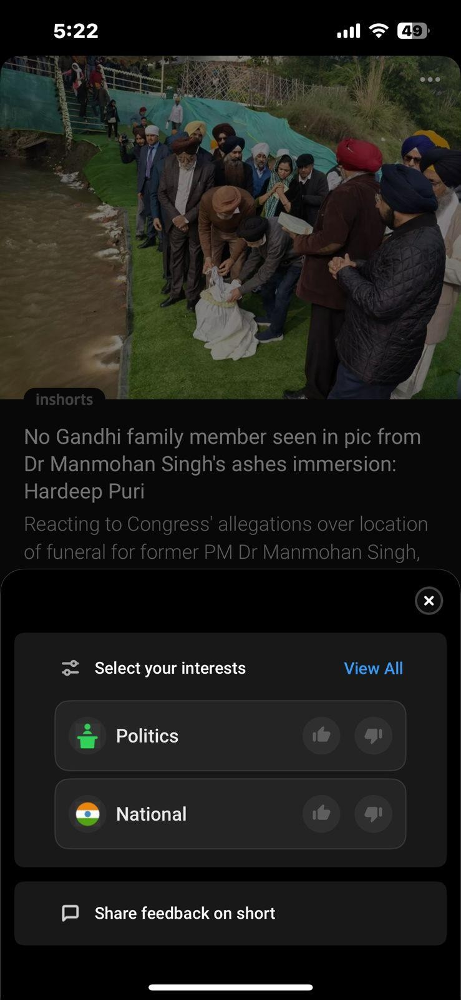 5:22
49
inshorts
No Gandhi family member seen in pic from
Dr Manmohan Singh's ashes immersion:
Hardeep Puri
Reacting to Congress' allegations over location
of funeral for former PM Dr Manmohan Singh,
Select your interests
View All
Politics
National
Share feedback on short